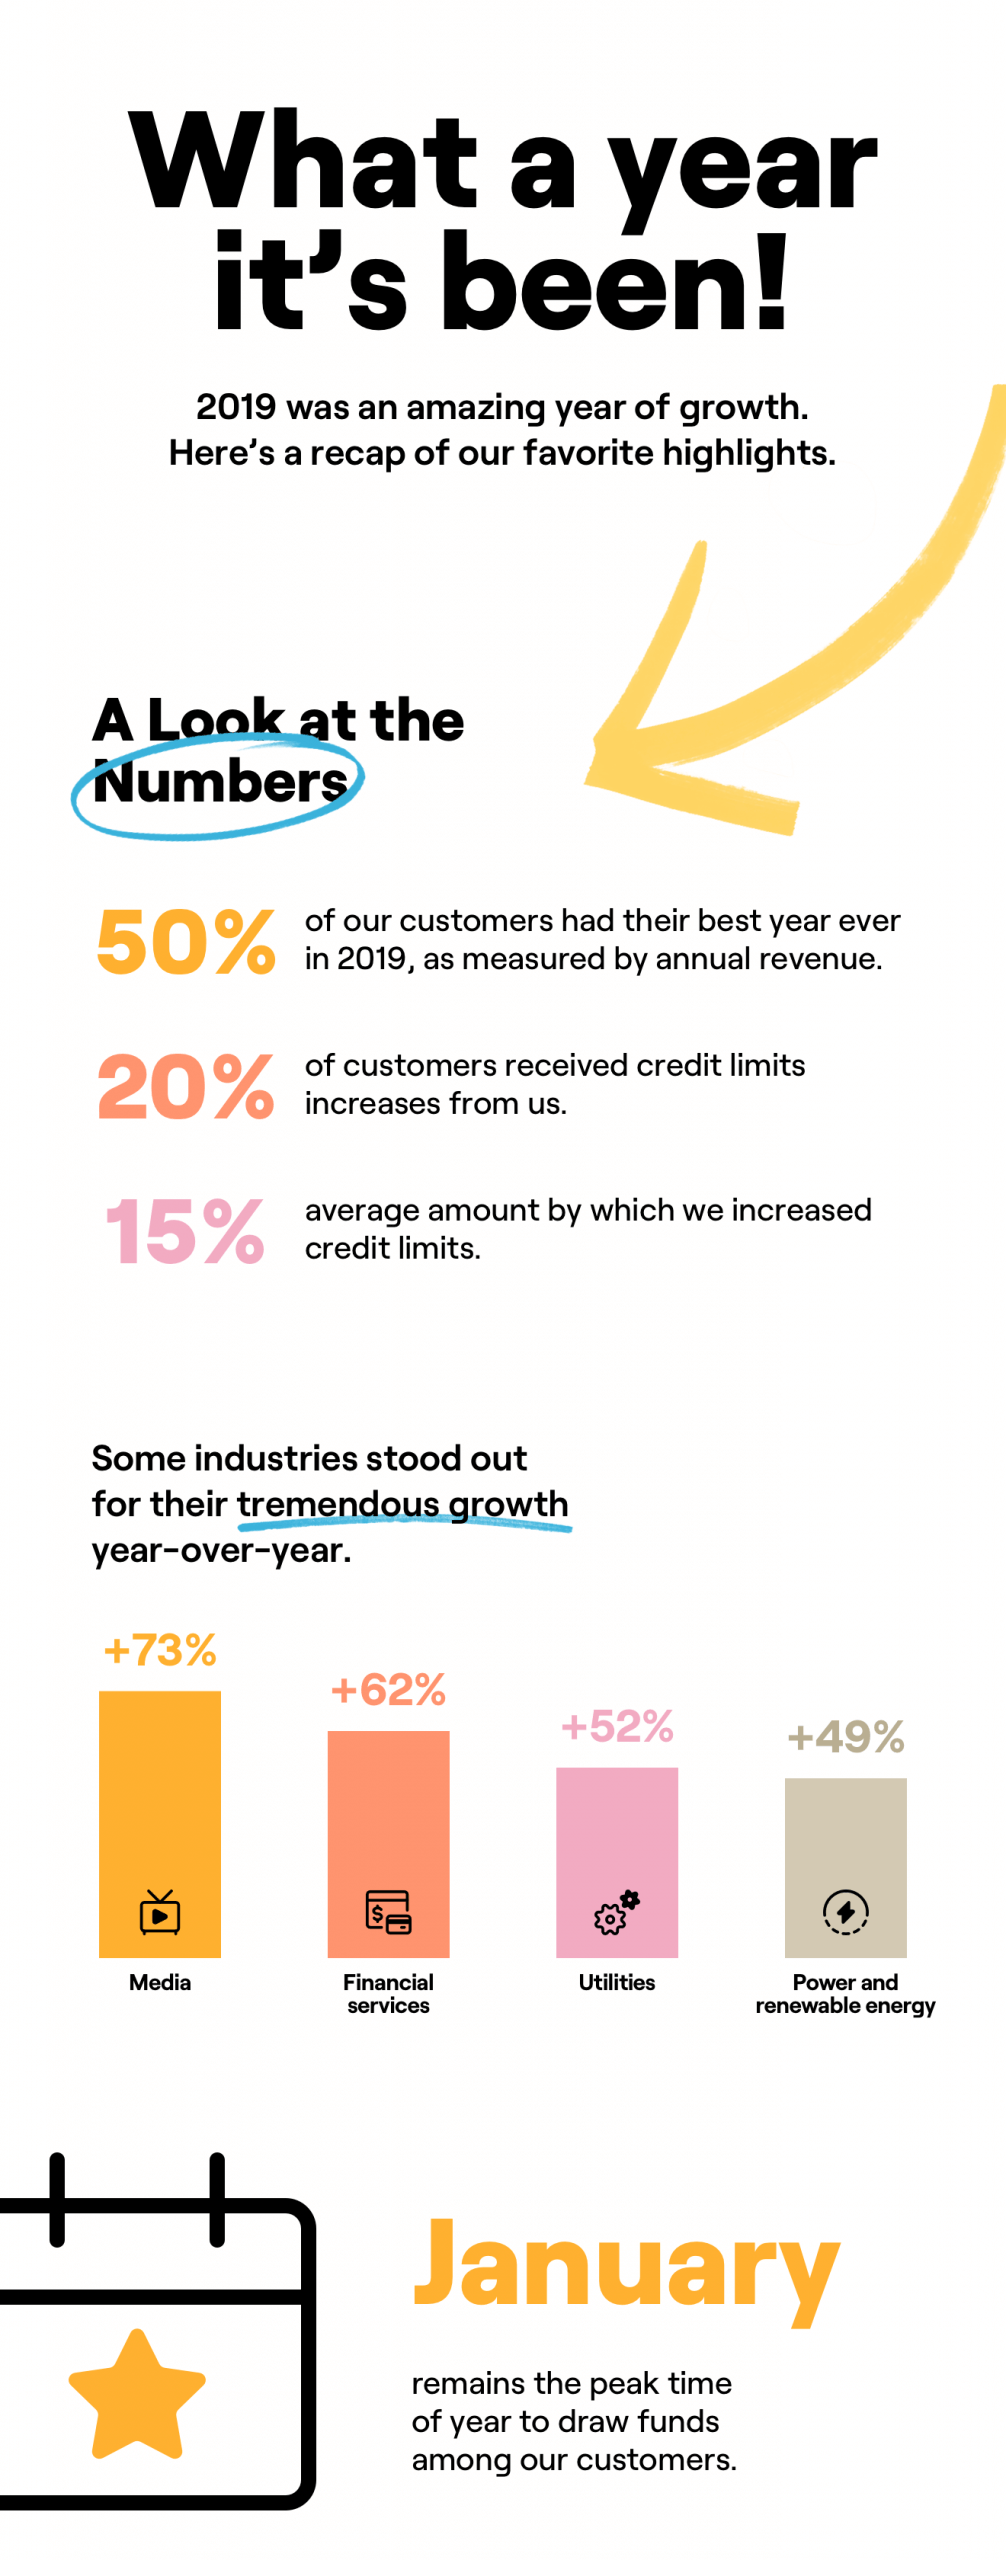 What a year
it’s been!
2019 was an amazing year of growth.
Here’s a recap of our favorite highlights.
A Look at the
Numbers
50%
of our customers had their best year ever
in 2019, as measured by annual revenue.
20%
of customers received credit limits
increases from us.
15%
average amount by which we increased
credit limits.
Some industries stood out
for their tremendous growth
year-over-year.
+73%
+62%
+52%
+49%
$
Media
Financial
services
Utilities
Power and
renewable energy
January
remains the peak time
of year to draw funds
among our customers.